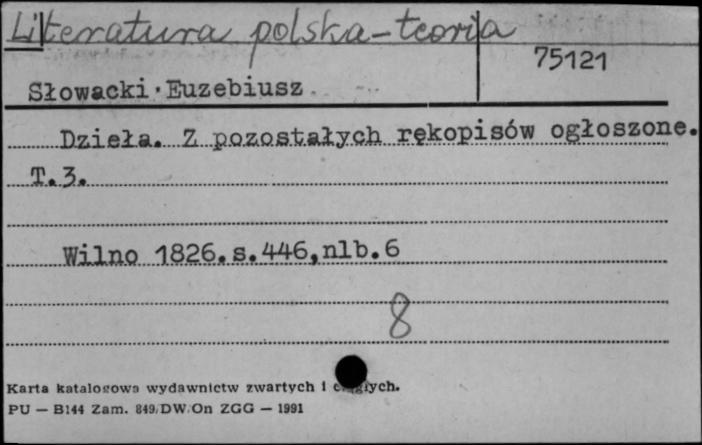 Literatura polska-teoria
75121
Słowacki Euzebiusz
Dzieła. Z pozostałych rękopisów ogłoszone.
T.3.
Wilno 1826.s.446,nlb.6
8
Karta katalogowa wydawnictw zwartych i ciągłych.
PU — B144 Zam. 849/DW/On ZGG — 1991